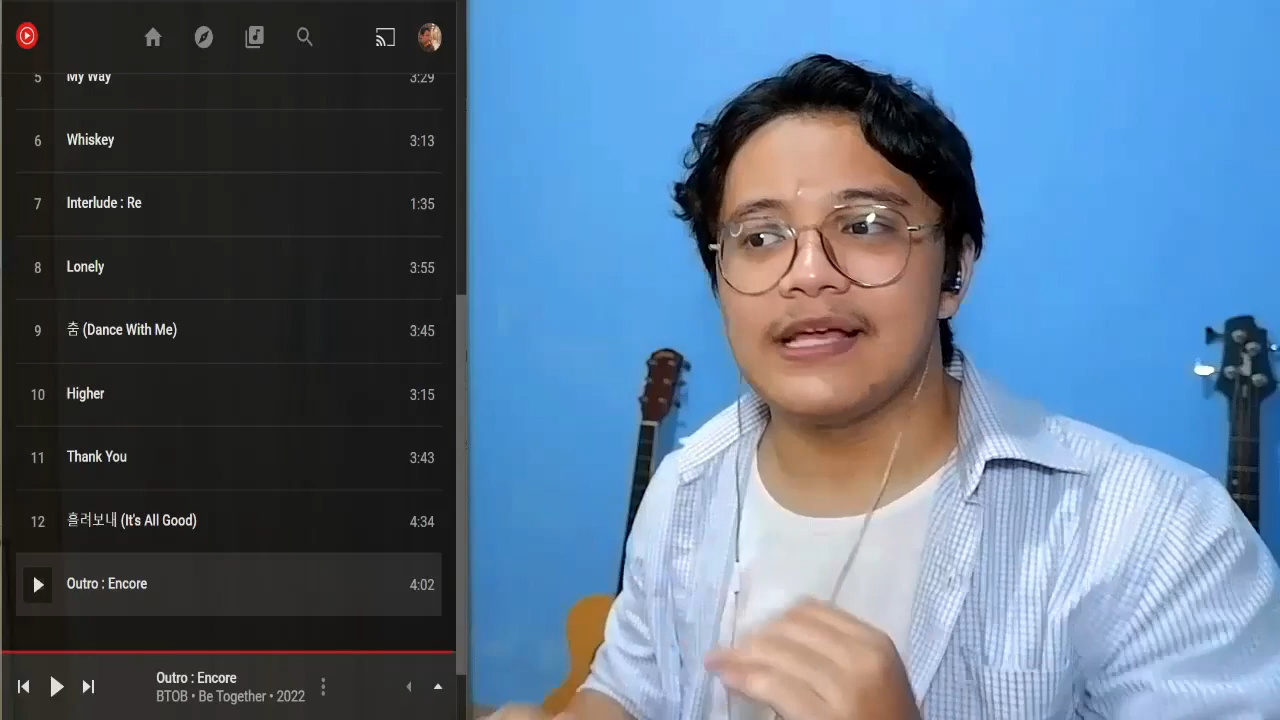 5 My Way 3:29
6 Whiskey 3:13
7 Interlude : Re 1:35
8 Lonely 3:55
9 춤 (Dance With Me) 3:45
10 Higher 3:15
11 Thank You 3:43
12 흘려보내 (It's All Good) 4:34
Outro : Encore 4:02
Outro : Encore
BTOB • Be Together • 2022